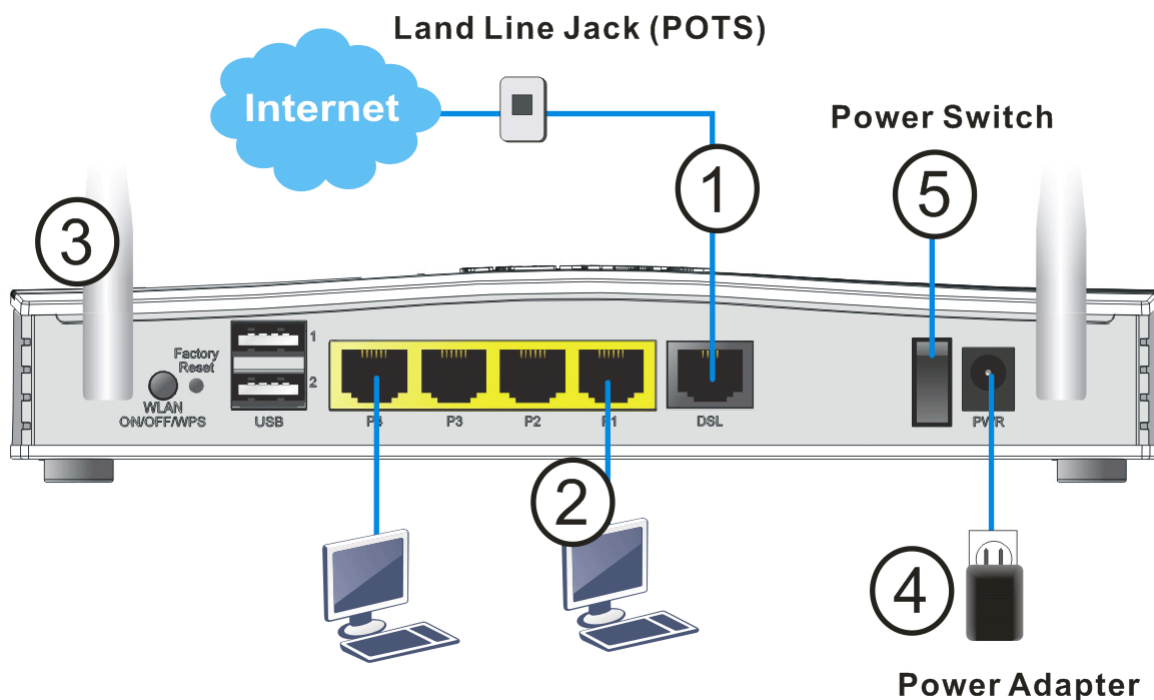 Land Line Jack (POTS)
Internet
Power Switch
1
5
3
Factory
Reset
WLAN
ON/OFF/WPS
1
2
USB
P4
P3
P2
P1
DSL
PWR
2
4
Power Adapter